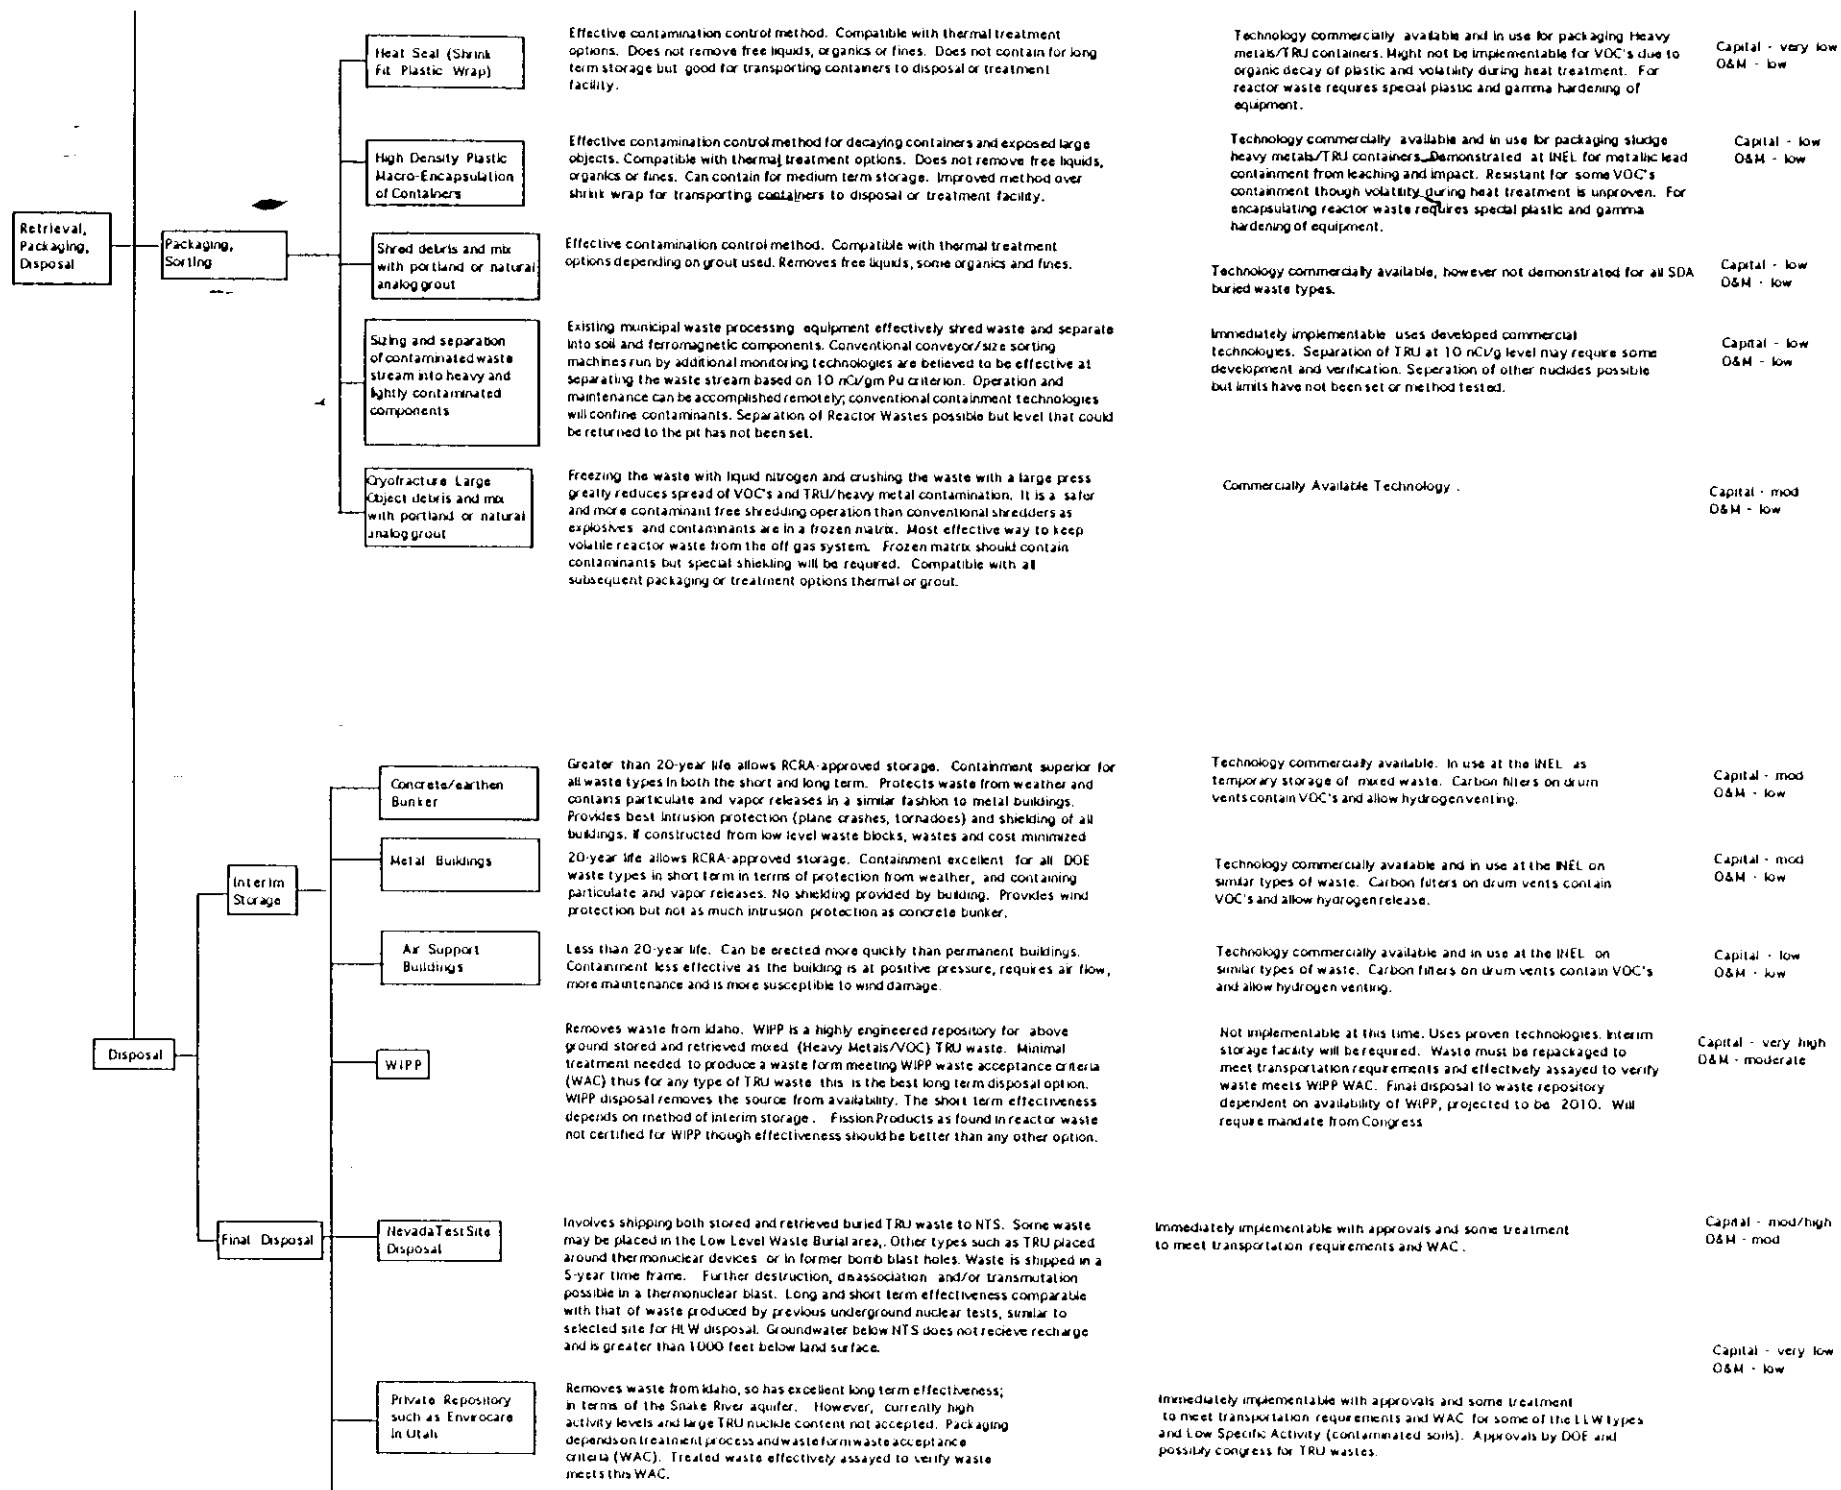 Retrieval,
Packaging,
Disposal
Packaging,
Sorting
Heat Seal (Shrink
Fit Plastic Wrap)
Effective contamination control method. Compatible with thermal treatment
options. Does not remove free liquids, organics or fines. Does not contain for long
term storage but good for transporting containers to disposal or treatment
facility.
Technology commercially available and in use for packaging Heavy
metals/TRU containers. Might not be implementable for VOC's due to
organic decay of plastic and volatility during heat treatment. For
reactor waste requires special plastic and gamma hardening of
equipment.
Capital - very low
O&M - low
High Density Plastic
Macro-Encapsulation
of Containers
Effective contamination control method for decaying containers and exposed large
objects. Compatible with thermal treatment options. Does not remove free liquids,
organics or fines. Can contain for medium term storage. Improved method over
shrink wrap for transporting containers to disposal or treatment facility.
Technology commercially available and in use for packaging sludge
heavy metals/TRU containers. Demonstrated at INEL for metallic lead
containment from leaching and impact. Resistant for some VOC's
containment though volatility during heat treatment is unproven. For
encapsulating reactor waste requires special plastic and gamma
hardening of equipment.
Capital - low
O&M - low
Shred debris and mix
with portland or natural
analog grout
Effective contamination control method. Compatible with thermal treatment
options depending on grout used. Removes free liquids, some organics and fines.
Technology commercially available, however not demonstrated for all SDA
buried waste types.
Capital - low
O&M - low
Sizing and separation
of contaminated waste
stream into heavy and
lightly contaminated
components
Existing municipal waste processing equipment effectively shred waste and separate
into soil and ferromagnetic components. Conventional conveyor/size sorting
machines run by additional monitoring technologies are believed to be effective at
separating the waste stream based on 10 nCi/gm Pu criterion. Operation and
maintenance can be accomplished remotely; conventional containment technologies
will confine contaminants. Separation of Reactor Wastes possible but level that could
be returned to the pit has not been set.
Immediately implementable uses developed commercial
technologies. Separation of TRU at 10 nCi/g level may require some
development and verification. Seperation of other nuclides possible
but limits have not been set or method tested.
Capital - low
O&M - low
Cryofracture Large
Object debris and mix
with portland or natural
analog grout
Freezing the waste with liquid nitrogen and crushing the waste with a large press
greatly reduces spread of VOC's and TRU/heavy metal contamination. It is a safer
and more contaminant free shredding operation than conventional shredders as
explosives and contaminants are in a frozen matrix. Most effective way to keep
volatile reactor waste from the off gas system. Frozen matrix should contain
contaminants but special shielding will be required. Compatible with all
subsequent packaging or treatment options thermal or grout.
Commercially Available Technology .
Capital - mod
O&M - low
Disposal
Interim
Storage
Concrete/earthen
Bunker
Greater than 20-year life allows RCRA-approved storage. Containment superior for
all waste types in both the short and long term. Protects waste from weather and
contains particulate and vapor releases in a similar fashion to metal buildings.
Provides best intrusion protection (plane crashes, tornadoes) and shielding of all
buildings. If constructed from low level waste blocks, wastes and cost minimized
Technology commercially available. In use at the INEL as
temporary storage of mixed waste. Carbon filters on drum
vents contain VOC's and allow hydrogen venting.
Capital - mod
O&M - low
Metal Buildings
20-year life allows RCRA-approved storage. Containment excellent for all DOE
waste types in short term in terms of protection from weather, and containing
particulate and vapor releases. No shielding provided by building. Provides wind
protection but not as much intrusion protection as concrete bunker.
Technology commercially available and in use at the INEL on
similar types of waste. Carbon filters on drum vents contain
VOC's and allow hydrogen release.
Capital - mod
O&M - low
Air Support
Buildings
Less than 20-year life. Can be erected more quickly than permanent buildings.
Containment less effective as the building is at positive pressure, requires air flow,
more maintenance and is more susceptible to wind damage.
Technology commercially available and in use at the INEL on
similar types of waste. Carbon filters on drum vents contain VOC's
and allow hydrogen venting.
Capital - low
O&M - low
WIPP
Removes waste from Idaho. WIPP is a highly engineered repository for above
ground stored and retrieved mixed (Heavy Metals/VOC) TRU waste. Minimal
treatment needed to produce a waste form meeting WIPP waste acceptance criteria
(WAC) thus for any type of TRU waste this is the best long term disposal option.
WIPP disposal removes the source from availability. The short term effectiveness
depends on method of interim storage . Fission Products as found in reactor waste
not certified for WIPP though effectiveness should be better than any other option.
Not implementable at this time. Uses proven technologies. Interim
storage facility will be required. Waste must be repackaged to
meet transportation requirements and effectively assayed to verify
waste meets WIPP WAC. Final disposal to waste repository
dependent on availability of WIPP, projected to be 2010. Will
require mandate from Congress
Capital - very high
O&M - moderate
Final Disposal
Nevada Test Site
Disposal
Involves shipping both stored and retrieved buried TRU waste to NTS. Some waste
may be placed in the Low Level Waste Burial area,. Other types such as TRU placed
around thermonuclear devices or in former bomb blast holes. Waste is shipped in a
5-year time frame. Further destruction, disassociation and/or transmutation
possible in a thermonuclear blast. Long and short term effectiveness comparable
with that of waste produced by previous underground nuclear tests, similar to
selected site for HLW disposal. Groundwater below NTS does not recieve recharge
and is greater than 1000 feet below land surface.
Immediately implementable with approvals and some treatment
to meet transportation requirements and WAC .
Capital - mod/high
O&M - mod
Private Repository
such as Envirocare
in Utah
Removes waste from Idaho, so has excellent long term effectiveness;
in terms of the Snake River aquifer. However, currently high
activity levels and large TRU nuclide content not accepted. Packaging
depends on treatment process and waste form waste acceptance
criteria (WAC). Treated waste effectively assayed to verify waste
meets this WAC.
Immediately implementable with approvals and some treatment
to meet transportation requirements and WAC for some of the LLW types
and Low Specific Activity (contaminated soils). Approvals by DOE and
possibly congress for TRU wastes.
Capital - very low
O&M - low